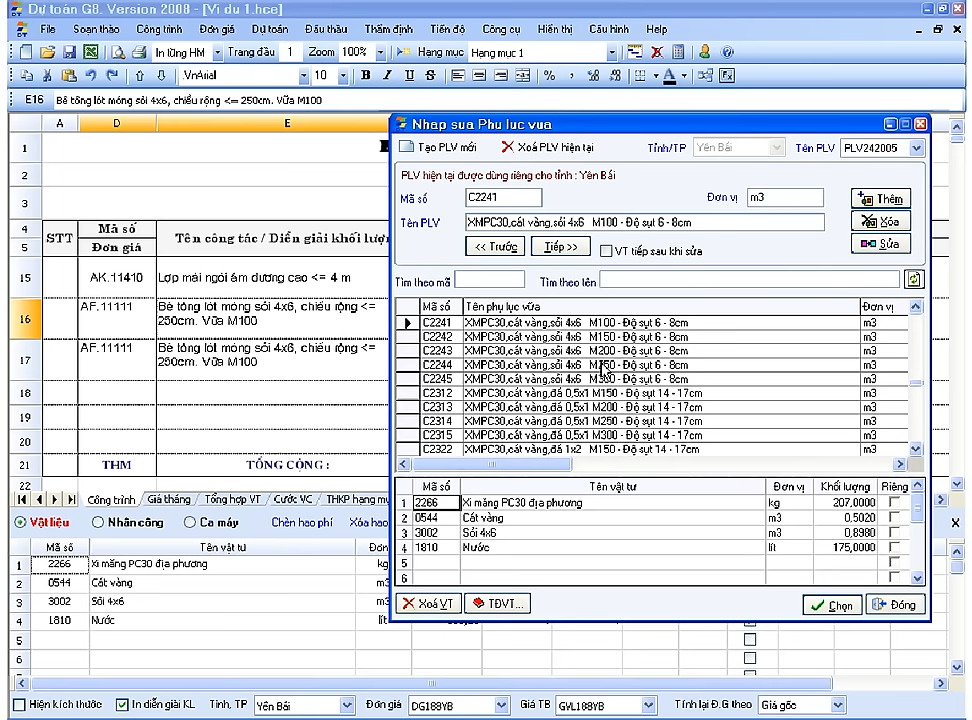 Dự toán G8. Version 2008 - [Vi du 1.hce]
File Soạn thảo Công trình Đơn giá Dự toán Đấu thầu Thẩm định Tiến độ Công cụ Hiển thị Cấu hình Help
In từng HM Trang đầu 1 Zoom 100% Hạng mục Hạng mục 1
.VnArial 10 B I U S
E16 Bê tông lót móng sỏi 4x6, chiều rộng <= 250cm. Vữa M100
A D E
1
2
3
4 STT Mã số Tên công tác / Diễn giải khối lượn
5 Đơn giá
15 AK.11410 Lợp mái ngói âm dương cao <= 4 m
16 AF.11111 Bê tông lót móng sỏi 4x6, chiều rộng <= 250cm. Vữa M100
17 AF.11111 Bê tông lót móng sỏi 4x6, chiều rộng <= 250cm. Vữa M100
18
19
20
21 THM TỔNG CỘNG :
22
Công trình Giá tháng Tổng hợp VT Cước VC THKP hạng mụ
Vật liệu Nhân công Ca máy Chèn hao phí Xóa hao
Mã số Tên vật tư Đơn
1 2266 Xi măng PC30 địa phương kg
2 0544 Cát vàng m3
3 3002 Sỏi 4x6 m3
4 1810 Nước lít
5
6
7
Hiện kích thước In diễn giải KL Tỉnh, TP Yên Bái Đơn giá DG188YB Giá TB GVL188YB Tính lại Đ.G theo Giá gốc
Nhap sua Phu luc vua
Tạo PLV mới Xoá PLV hiện tại Tỉnh/TP Yên Bái Tên PLV PLV242005
PLV hiện tại được dùng riêng cho tỉnh : Yên Bái
Mã số C2241 Đơn vị m3 Thêm
Tên PLV XMPC30,cát vàng,sỏi 4x6 M100 - Độ sụt 6 - 8cm Xóa
<< Trước Tiếp >> VT tiếp sau khi sửa Sửa
Tìm theo mã Tìm theo tên
Mã số Tên phụ lục vữa Đơn vị
C2241 XMPC30,cát vàng,sỏi 4x6 M100 - Độ sụt 6 - 8cm m3
C2242 XMPC30,cát vàng,sỏi 4x6 M150 - Độ sụt 6 - 8cm m3
C2243 XMPC30,cát vàng,sỏi 4x6 M200 - Độ sụt 6 - 8cm m3
C2244 XMPC30,cát vàng,sỏi 4x6 M250 - Độ sụt 6 - 8cm m3
C2245 XMPC30,cát vàng,sỏi 4x6 M300 - Độ sụt 6 - 8cm m3
C2312 XMPC30,cát vàng,đá 0,5x1 M150 - Độ sụt 14 - 17cm m3
C2313 XMPC30,cát vàng,đá 0,5x1 M200 - Độ sụt 14 - 17cm m3
C2314 XMPC30,cát vàng,đá 0,5x1 M250 - Độ sụt 14 - 17cm m3
C2315 XMPC30,cát vàng,đá 0,5x1 M300 - Độ sụt 14 - 17cm m3
C2322 XMPC30,cát vàng,đá 1x2 M150 - Độ sụt 14 - 17cm m3
Mã số Tên vật tư Đơn vị Khối lượng Riêng
1 2266 Xi măng PC30 địa phương kg 207,0000
2 0544 Cát vàng m3 0,5020
3 3002 Sỏi 4x6 m3 0,8980
4 1810 Nước lít 175,0000
5
6
Xoá VT TĐVT... Chọn Đóng